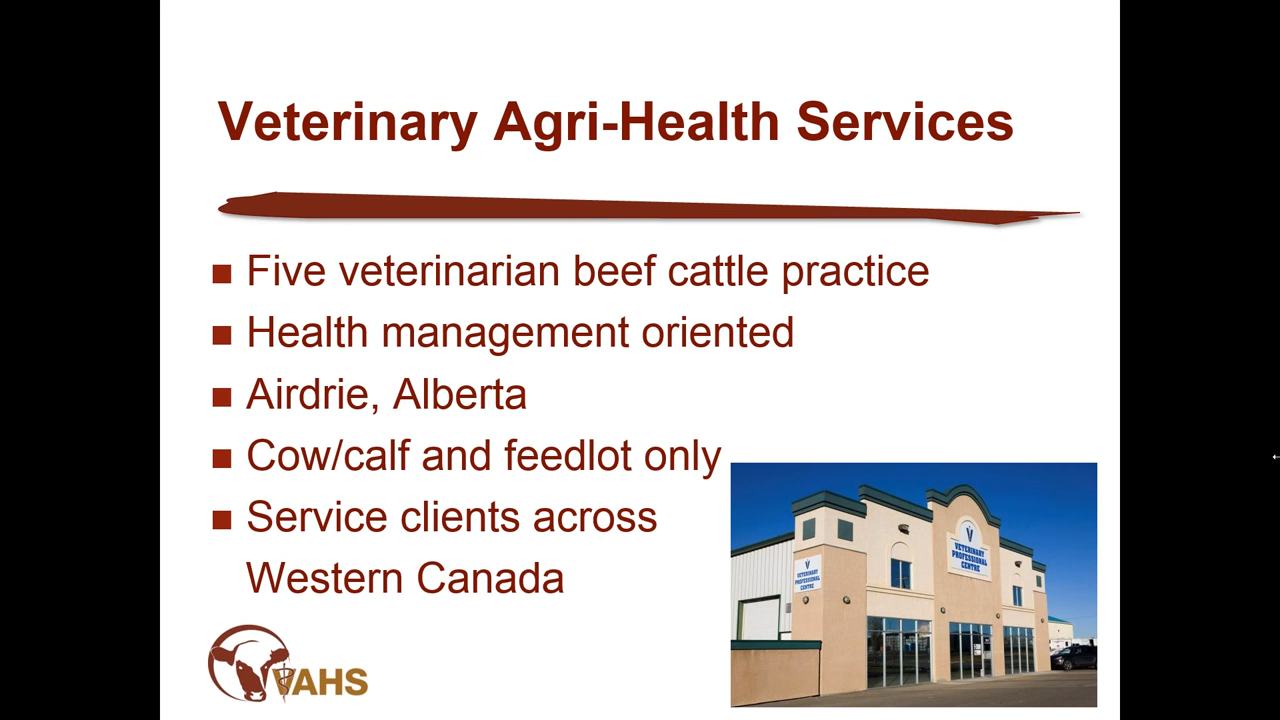 Veterinary Agri-Health Services
Five veterinarian beef cattle practice
Health management oriented
Airdrie, Alberta
Cow/calf and feedlot only
Service clients across
Western Canada
VETERINARY
PROFESSIONAL
CENTRE
VETERINARY
PROFESSIONAL
CENTRE
VAHS